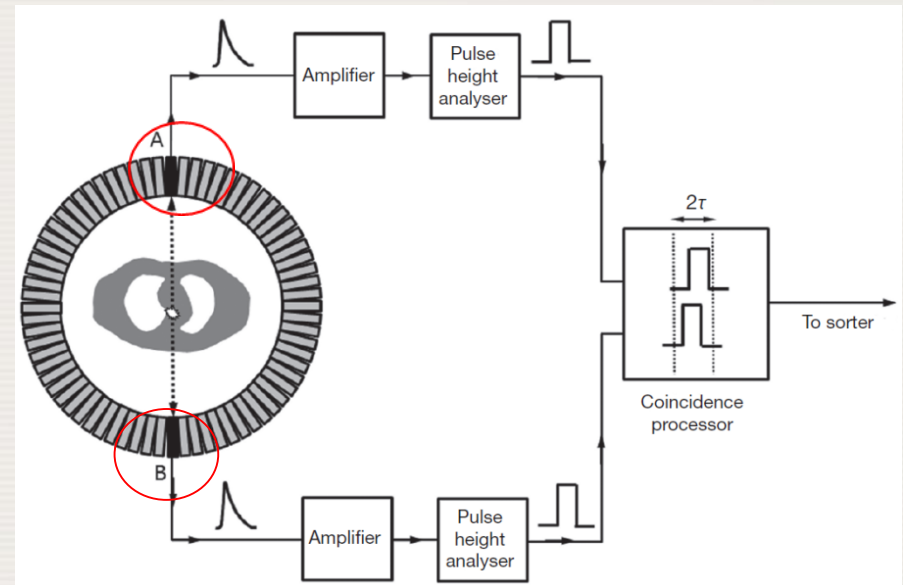 A
Amplifier
Pulse
height
analyser
2τ
To sorter
Coincidence
processor
B
Amplifier
Pulse
height
analyser